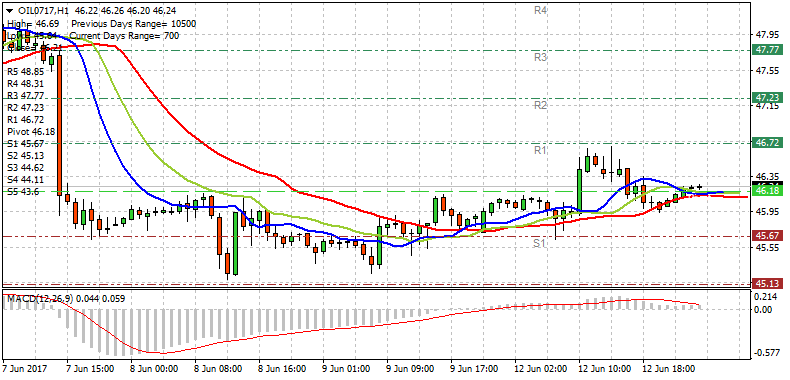 OIL0717,H1 46.22 46.26 46.20 46.24
High= 46.69 Previous Days Range= 10500
Current Days Range= 700
R5 48.85
R4 48.31
R3 47.77
R2 47.23
R1 46.72
Pivot 46.18
S1 45.67
S2 45.13
S3 44.62
S4 44.11
S5 43.6
R4
R3
R2
R1
S1
47.95
47.77
47.55
47.23
47.15
46.72
46.35
46.18
45.95
45.67
45.55
45.13
MACD(12,26,9) 0.044 0.059
0.214
0.00
-0.577
7 Jun 2017
7 Jun 15:00
8 Jun 00:00
8 Jun 08:00
8 Jun 16:00
9 Jun 01:00
9 Jun 09:00
9 Jun 17:00
12 Jun 02:00
12 Jun 10:00
12 Jun 18:00